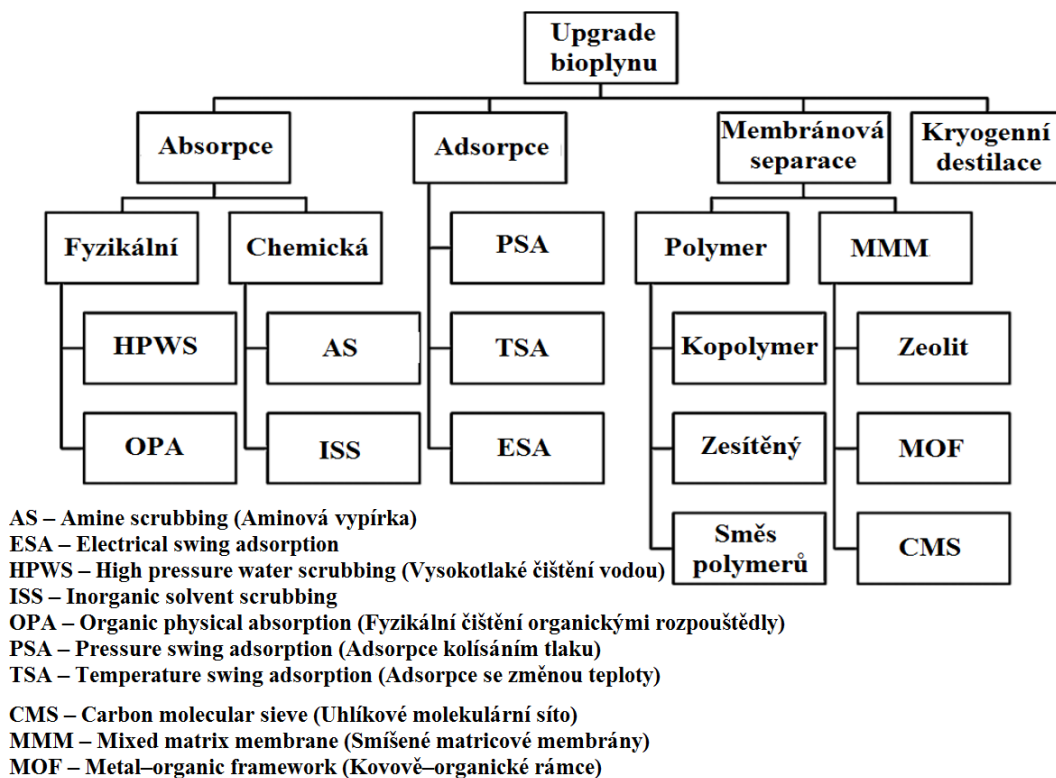 Upgrade
bioplynu
Absorpce
Adsorpce
Membránová
separace
Kryogenní
destilace
Fyzikální
Chemická
PSA
Polymer
MMM
HPWS
AS
TSA
Kopolymer
Zeolit
OPA
ISS
ESA
Zesítěný
MOF
Směs
polymerů
CMS
AS – Amine scrubbing (Aminová vypírka)
ESA – Electrical swing adsorption
HPWS – High pressure water scrubbing (Vysokotlaké čištění vodou)
ISS – Inorganic solvent scrubbing
OPA – Organic physical absorption (Fyzikální čištění organickými rozpouštědly)
PSA – Pressure swing adsorption (Adsorpce kolísáním tlaku)
TSA – Temperature swing adsorption (Adsorpce se změnou teploty)
CMS – Carbon molecular sieve (Uhlíkové molekulární síto)
MMM – Mixed matrix membrane (Smíšené matricové membrány)
MOF – Metal–organic framework (Kovově–organické rámce)